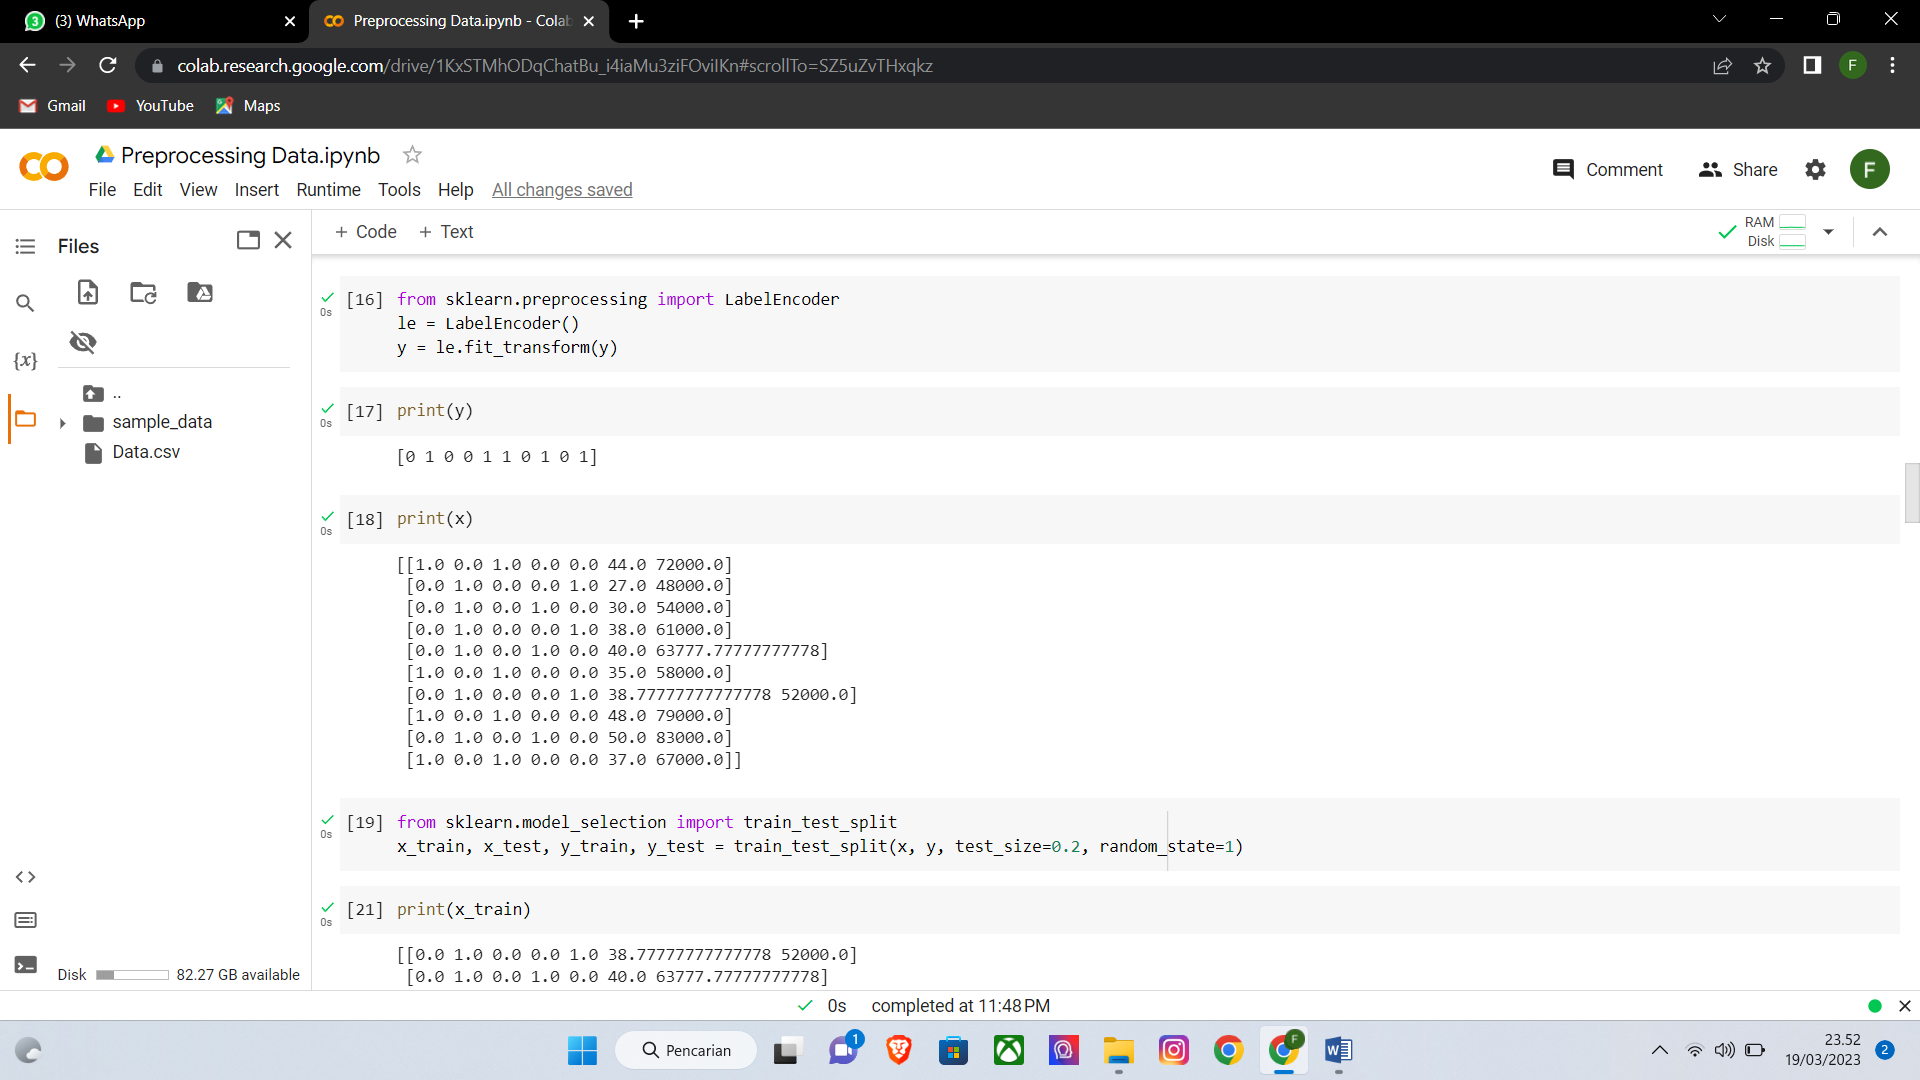 (3) WhatsApp
Preprocessing Data.ipynb - Colab
colab.research.google.com/drive/1KxSTMhODqChatBu_i4iaMu3ziFOviIKn#scrollTo=SZ5uZvTHxqkz
F
Gmail YouTube Maps
Preprocessing Data.ipynb
File Edit View Insert Runtime Tools Help All changes saved
Comment Share F
Files
+ Code + Text
RAM
Disk
{x}
..
sample_data
Data.csv
Disk 82.27 GB available
0s [16] from sklearn.preprocessing import LabelEncoder
le = LabelEncoder()
y = le.fit_transform(y)
0s [17] print(y)
[0 1 0 0 1 1 0 1 0 1]
0s [18] print(x)
[[1.0 0.0 1.0 0.0 0.0 44.0 72000.0]
[0.0 1.0 0.0 0.0 1.0 27.0 48000.0]
[0.0 1.0 0.0 1.0 0.0 30.0 54000.0]
[0.0 1.0 0.0 0.0 1.0 38.0 61000.0]
[0.0 1.0 0.0 1.0 0.0 40.0 63777.77777777778]
[1.0 0.0 1.0 0.0 0.0 35.0 58000.0]
[0.0 1.0 0.0 0.0 1.0 38.77777777777778 52000.0]
[1.0 0.0 1.0 0.0 0.0 48.0 79000.0]
[0.0 1.0 0.0 1.0 0.0 50.0 83000.0]
[1.0 0.0 1.0 0.0 0.0 37.0 67000.0]]
0s [19] from sklearn.model_selection import train_test_split
x_train, x_test, y_train, y_test = train_test_split(x, y, test_size=0.2, random_state=1)
0s [21] print(x_train)
[[0.0 1.0 0.0 0.0 1.0 38.77777777777778 52000.0]
[0.0 1.0 0.0 1.0 0.0 40.0 63777.77777777778]
0s completed at 11:48 PM
Pencarian
1
F
23.52
19/03/2023
2